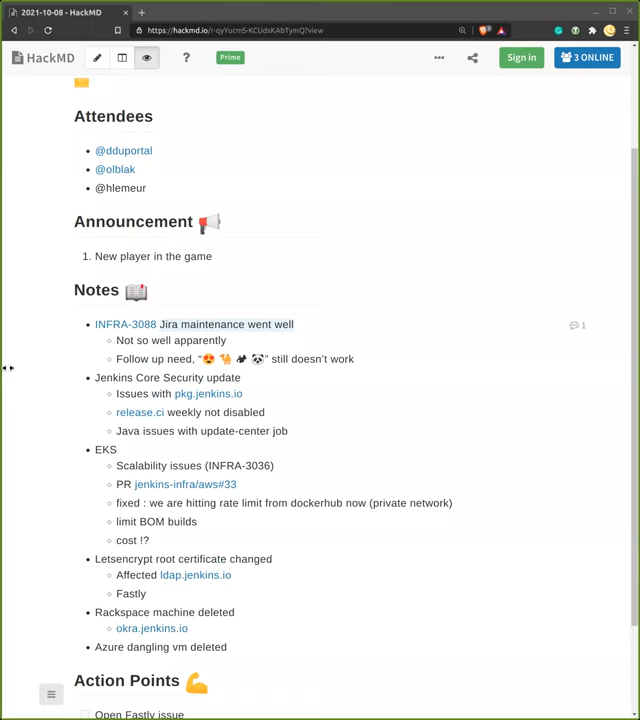 2021-10-08 - HackMD
https://hackmd.io/r-qyYucmS-KCUdsKAbTymQ?view
HackMD
?
Prime
Sign in
3 ONLINE
Attendees
@dduportal
@olblak
@hlemeur
Announcement 📢
1. New player in the game
Notes 📖
INFRA-3088 Jira maintenance went well
1
Not so well apparently
Follow up need, "😍 🐪 🏕 🐼" still doesn't work
Jenkins Core Security update
Issues with pkg.jenkins.io
release.ci weekly not disabled
Java issues with update-center job
EKS
Scalability issues (INFRA-3036)
PR jenkins-infra/aws#33
fixed : we are hitting rate limit from dockerhub now (private network)
limit BOM builds
cost !?
Letsencrypt root certificate changed
Affected ldap.jenkins.io
Fastly
Rackspace machine deleted
okra.jenkins.io
Azure dangling vm deleted
Action Points 💪
Open Fastly issue